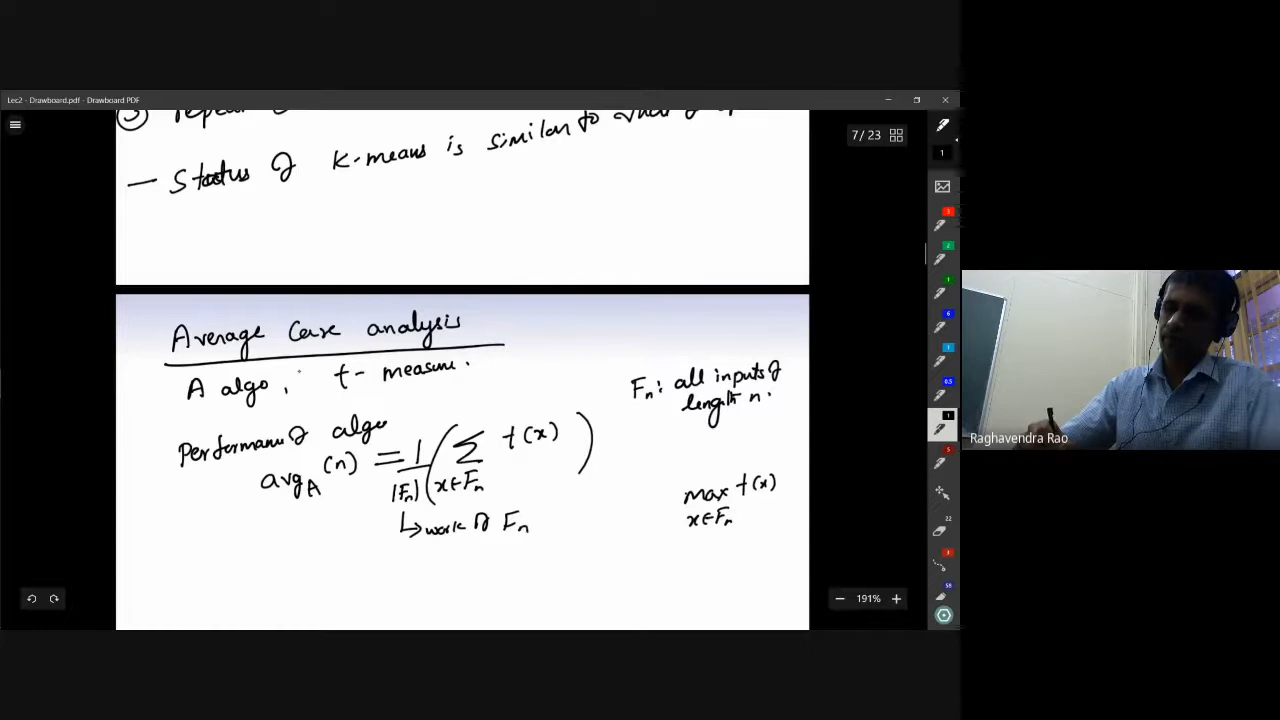 Lec2 - Drawboard.pdf - Drawboard PDF
7 / 23
— Status of K-means is similar to
Average Case analysis
A algo, t - measure.
Fn : all inputs of
length n.
Performance of algo
avg_A (n) = 1/|Fn| ( Σ x∈Fn t(x) )
↳ work of Fn
max t(x)
x∈Fn
191%
Raghavendra Rao